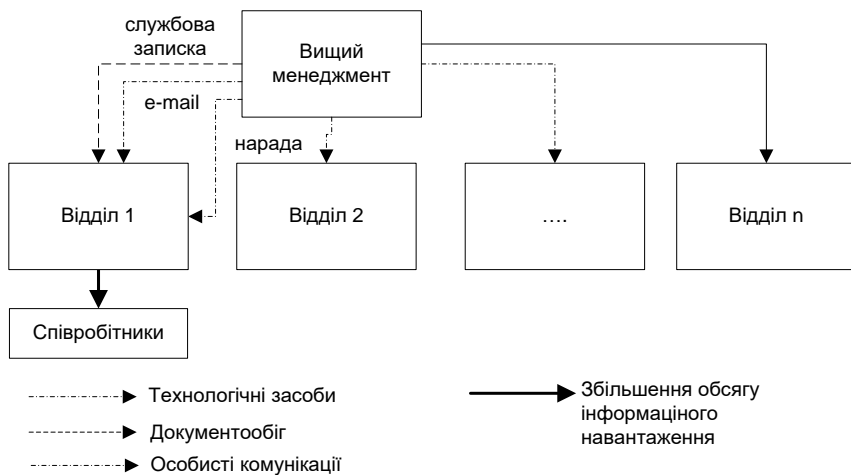 службова
записка
Вищий
менеджмент
e-mail
нарада
Відділ 1
Відділ 2
....
Відділ n
Співробітники
Технологічні засоби
Документообіг
Особисті комунікації
Збільшення обсягу
інформаціного
навантаження